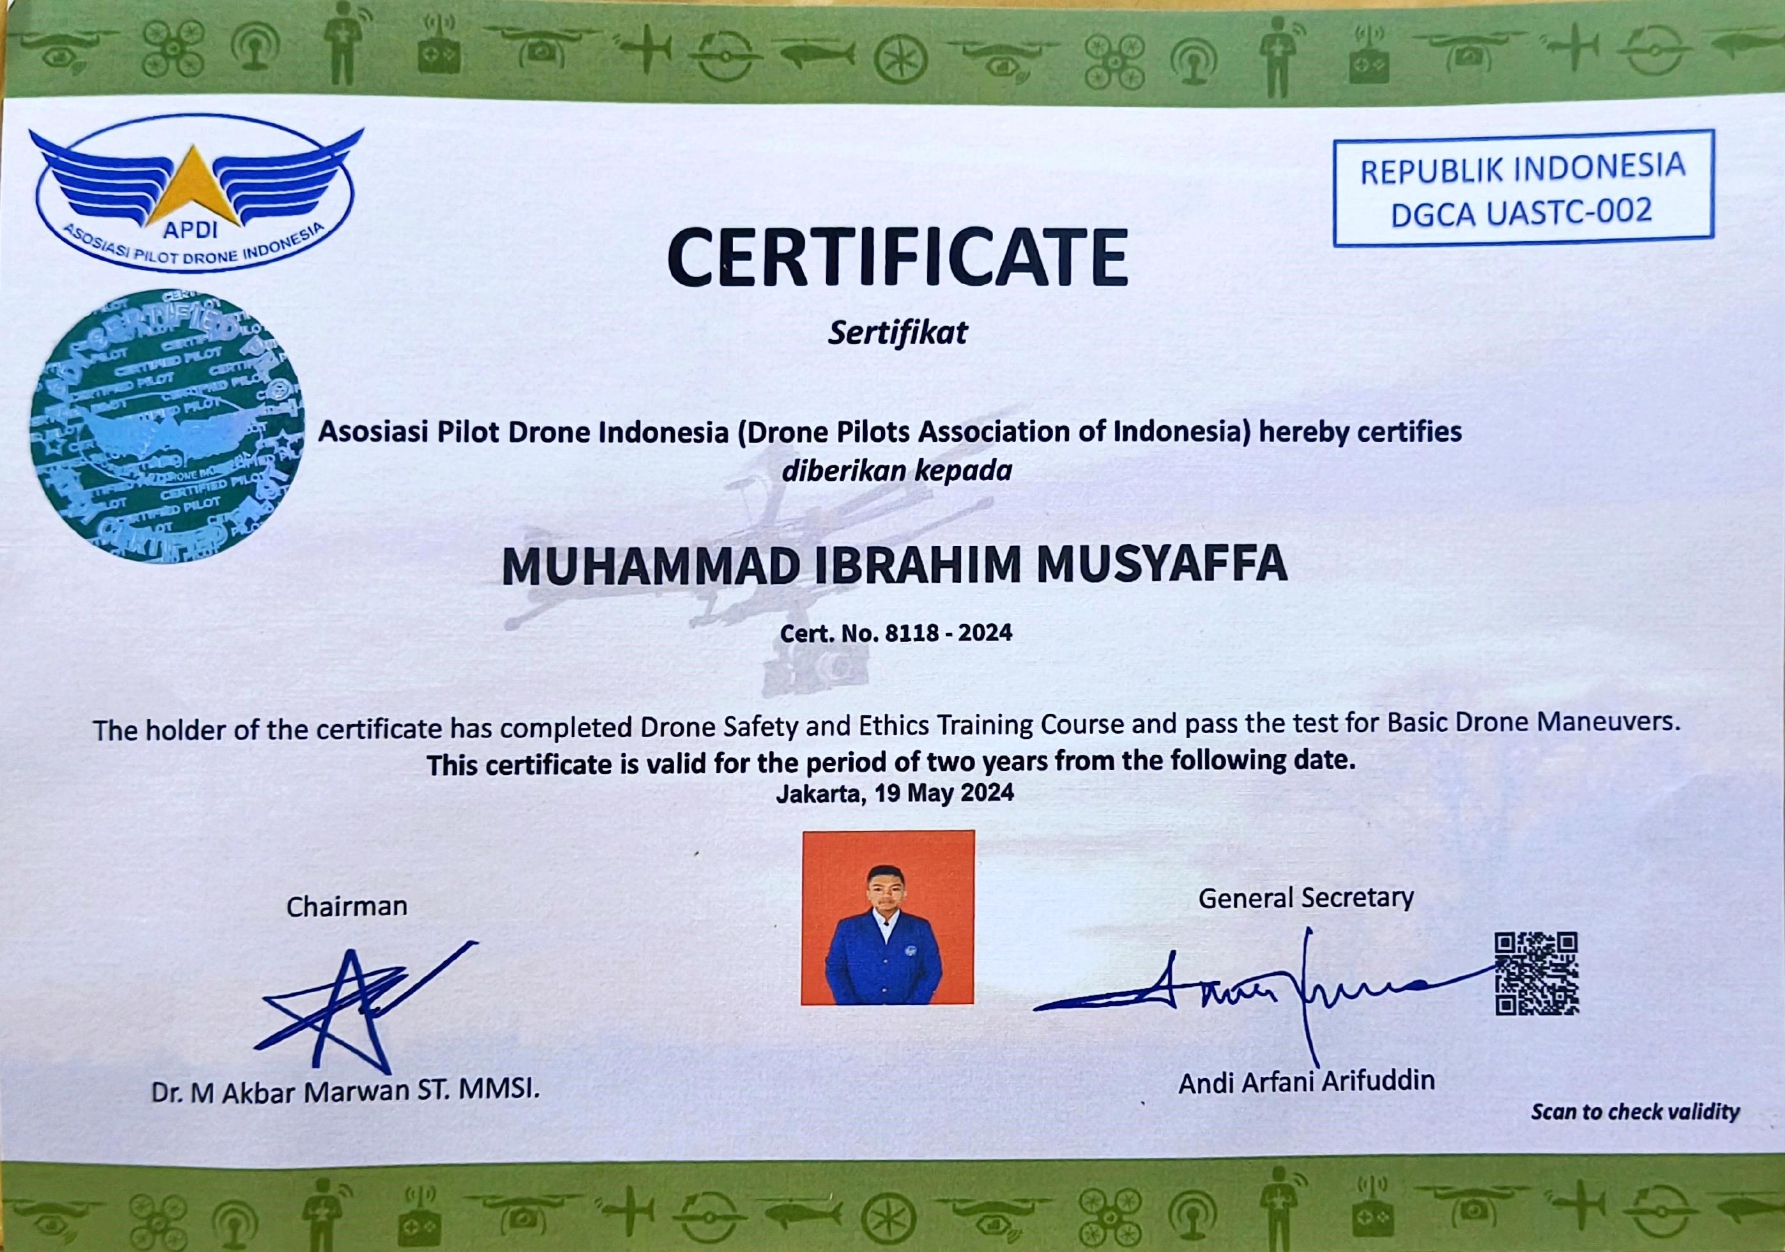 APDI
ASOSIASI PILOT DRONE INDONESIA
REPUBLIK INDONESIA
DGCA UASTC-002
CERTIFICATE
Sertifikat
CERTIFIED PILOT
Asosiasi Pilot Drone Indonesia (Drone Pilots Association of Indonesia) hereby certifies
diberikan kepada
MUHAMMAD IBRAHIM MUSYAFFA
Cert. No. 8118 - 2024
The holder of the certificate has completed Drone Safety and Ethics Training Course and pass the test for Basic Drone Maneuvers.
This certificate is valid for the period of two years from the following date.
Jakarta, 19 May 2024
Chairman
General Secretary
Dr. M Akbar Marwan ST. MMSI.
Andi Arfani Arifuddin
Scan to check validity